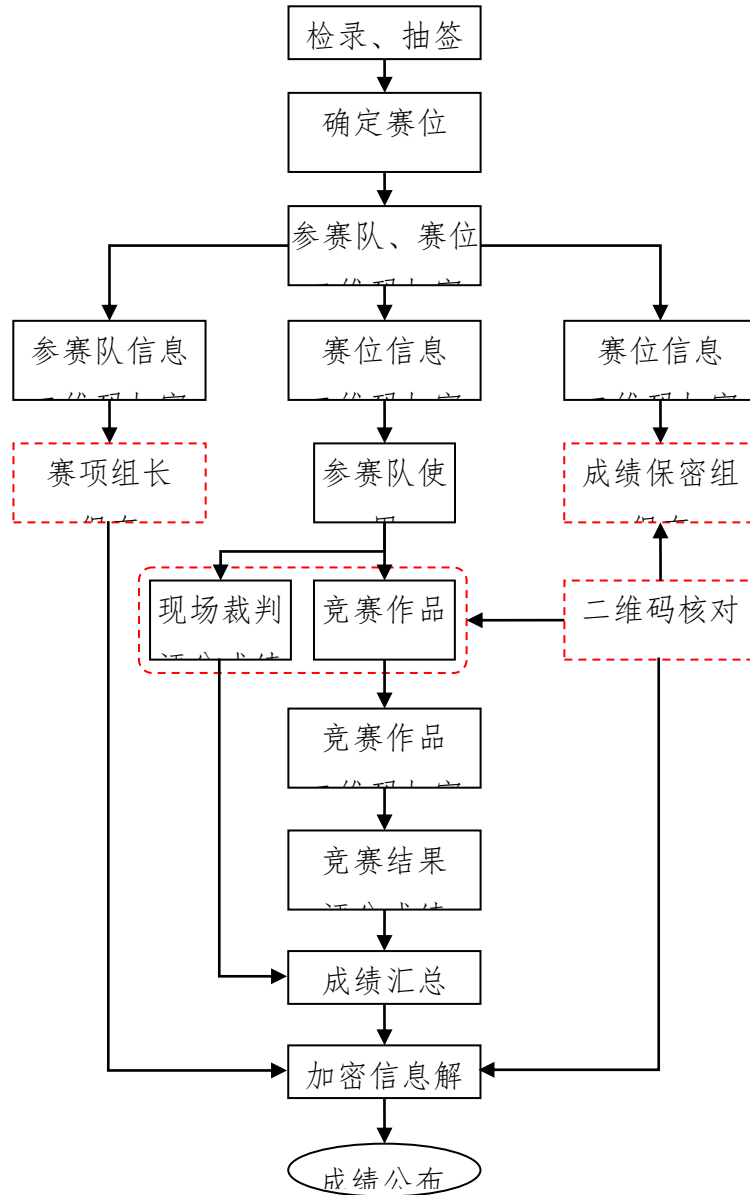 检录、抽签
确定赛位
参赛队、赛位
参赛队信息
赛位信息
赛位信息
赛项组长
参赛队使
成绩保密组
现场裁判
竞赛作品
二维码核对
竞赛作品
竞赛结果
成绩汇总
加密信息解
成绩公布